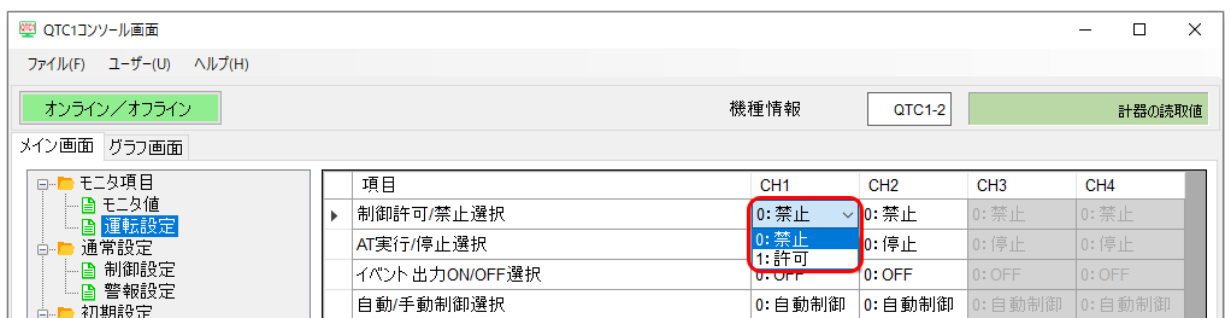 QTC1コンソール画面
ファイル(F) ユーザー(U) ヘルプ(H)
オンライン／オフライン 機種情報 QTC1-2 計器の読取値
メイン画面 グラフ画面
モニタ項目
モニタ値
運転設定
通常設定
制御設定
警報設定
初期設定
項目 CH1 CH2 CH3 CH4
制御許可/禁止選択 0: 禁止 0: 禁止 0: 禁止 0: 禁止
0: 禁止
1: 許可
AT実行/停止選択 0: 停止 0: 停止 0: 停止
イベント出力ON/OFF選択 0: OFF 0: OFF 0: OFF 0: OFF
自動/手動制御選択 0: 自動制御 0: 自動制御 0: 自動制御 0: 自動制御